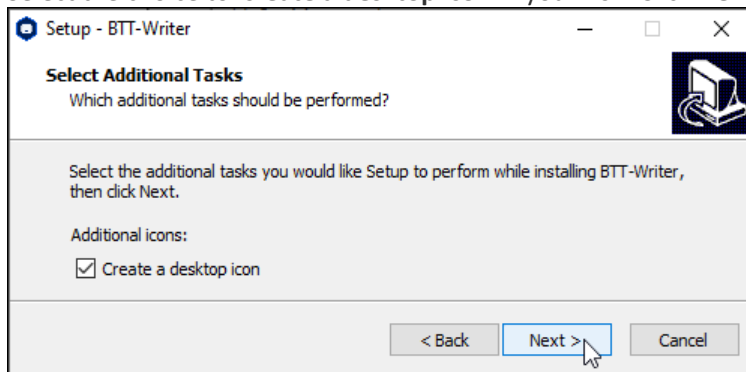 Setup - BTT-Writer
Select Additional Tasks
Which additional tasks should be performed?
Select the additional tasks you would like Setup to perform while installing BTT-Writer,
then click Next.
Additional icons:
Create a desktop icon
< Back Next > Cancel